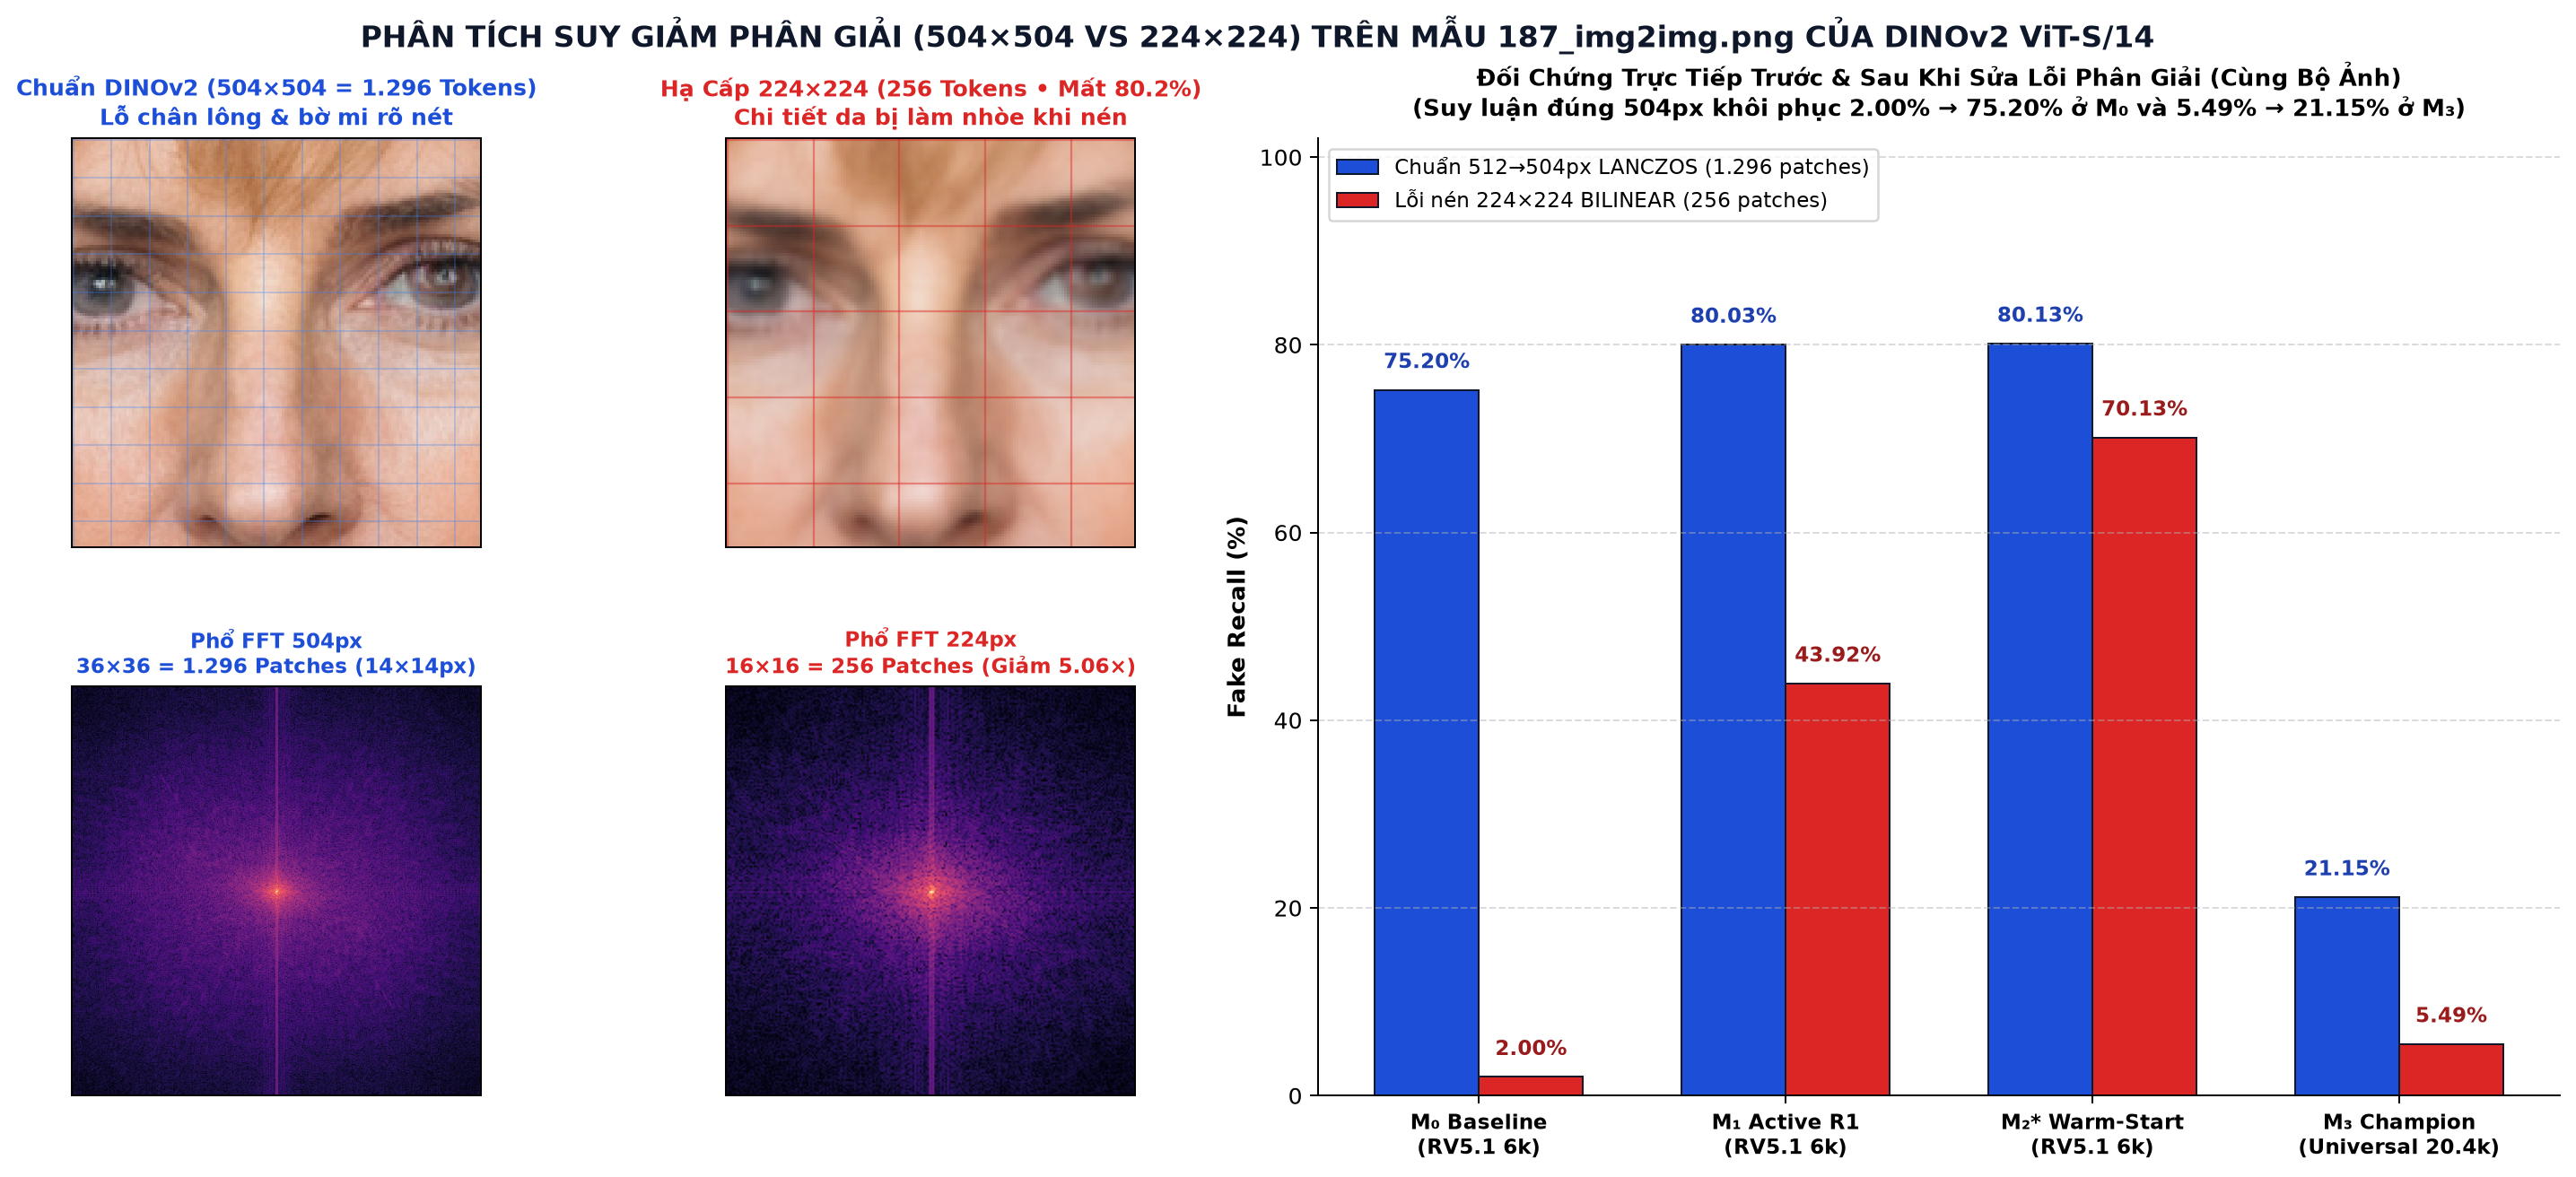 PHÂN TÍCH SUY GIẢM PHÂN GIẢI (504×504 VS 224×224) TRÊN MẪU 187_img2img.png CỦA DINOv2 ViT-S/14
Chuẩn DINOv2 (504×504 = 1.296 Tokens)
Lỗ chân lông & bờ mi rõ nét
Hạ Cấp 224×224 (256 Tokens • Mất 80.2%)
Chi tiết da bị làm nhòe khi nén
Phổ FFT 504px
36×36 = 1.296 Patches (14×14px)
Phổ FFT 224px
16×16 = 256 Patches (Giảm 5.06×)
Đối Chứng Trực Tiếp Trước & Sau Khi Sửa Lỗi Phân Giải (Cùng Bộ Ảnh)
(Suy luận đúng 504px khôi phục 2.00% → 75.20% ở M₀ và 5.49% → 21.15% ở M₃)
Chuẩn 512→504px LANCZOS (1.296 patches)
Lỗi nén 224×224 BILINEAR (256 patches)
Fake Recall (%)
100
80
60
40
20
0
75.20%
2.00%
80.03%
43.92%
80.13%
70.13%
21.15%
5.49%
M₀ Baseline
(RV5.1 6k)
M₁ Active R1
(RV5.1 6k)
M₂* Warm-Start
(RV5.1 6k)
M₃ Champion
(Universal 20.4k)